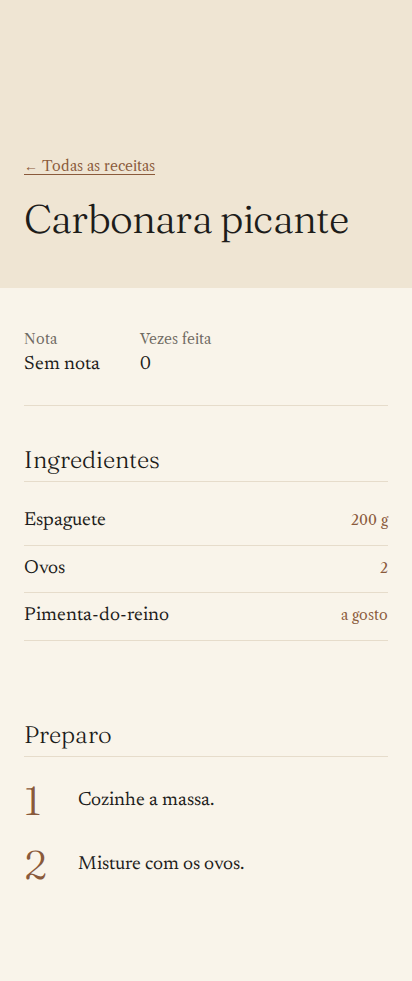 ← Todas as receitas
Carbonara picante
Nota
Vezes feita
Sem nota
0
Ingredientes
Espaguete 200 g
Ovos 2
Pimenta-do-reino a gosto
Preparo
1 Cozinhe a massa.
2 Misture com os ovos.